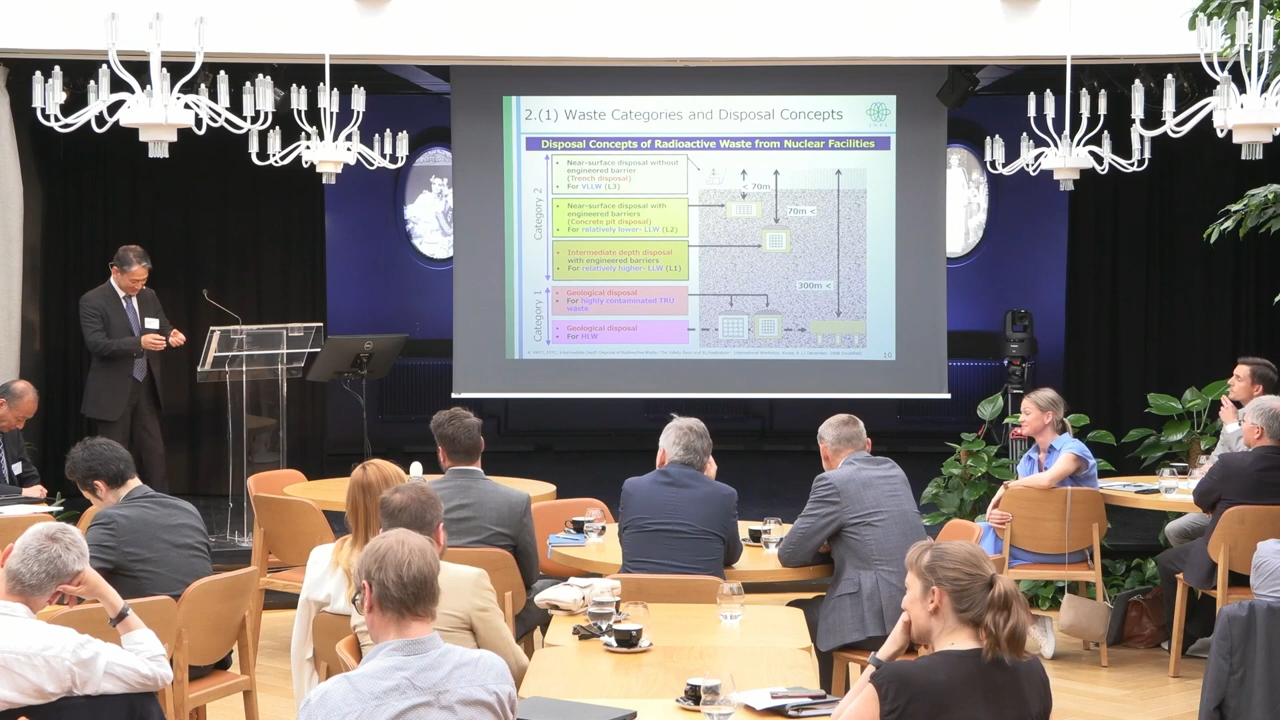 2.(1) Waste Categories and Disposal Concepts
Disposal Concepts of Radioactive Waste from Nuclear Facilities
Category 2
• Near-surface disposal without
engineered barrier
(Trench disposal)
• For VLLW (L3)
• Near-surface disposal with
engineered barriers
(Concrete pit disposal)
• For relatively lower- LLW (L2)
• Intermediate depth disposal
with engineered barriers
• For relatively higher- LLW (L1)
Category 1
• Geological disposal
• For highly contaminated TRU
waste
• Geological disposal
• For HLW
< 70m
70m <
300m <
10
DELL